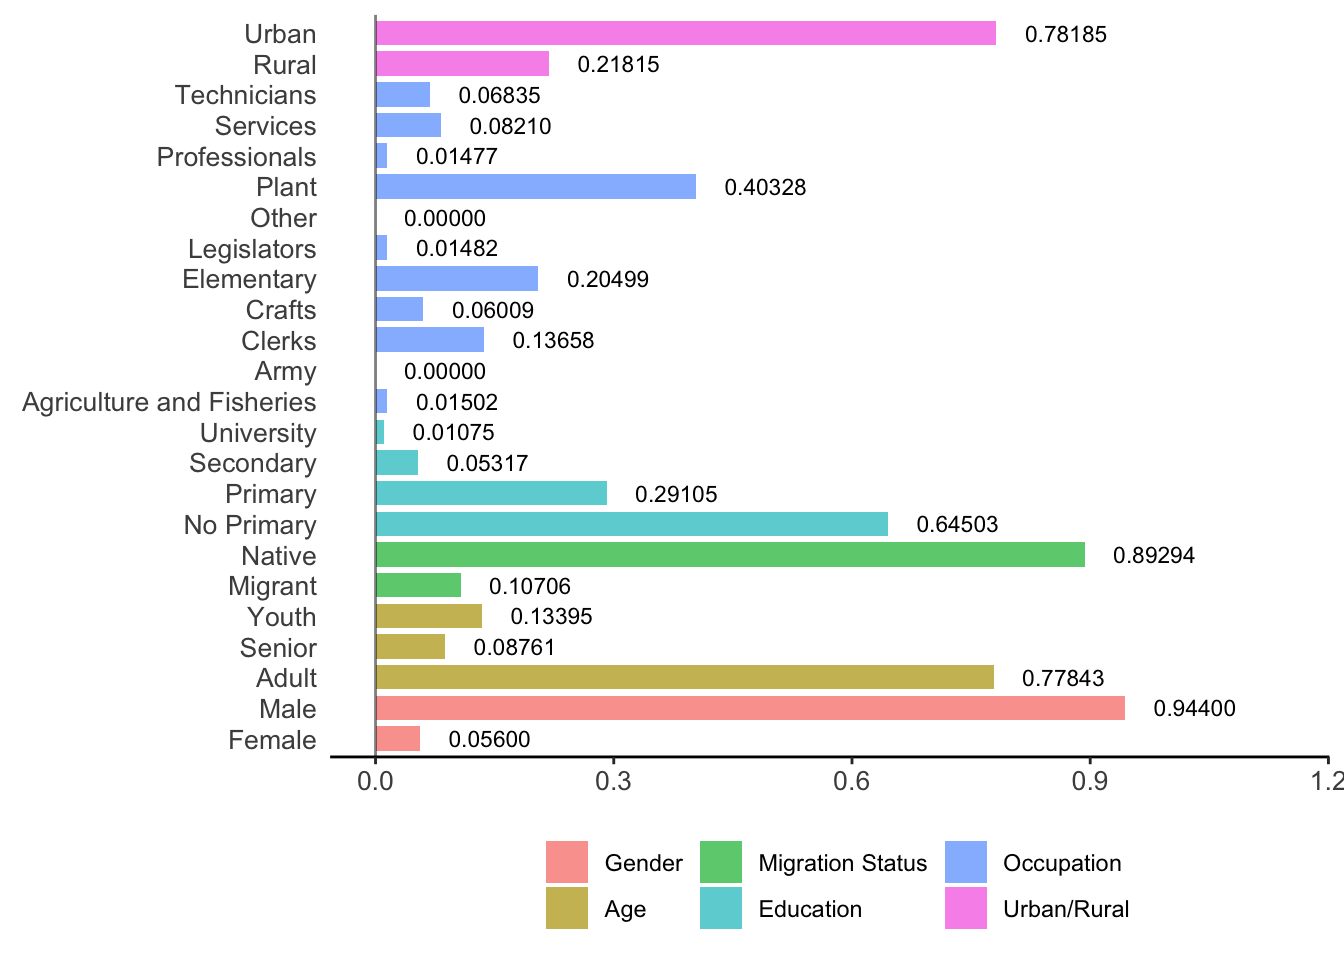 Urban 0.78185
Rural 0.21815
Technicians 0.06835
Services 0.08210
Professionals 0.01477
Plant 0.40328
Other 0.00000
Legislators 0.01482
Elementary 0.20499
Crafts 0.06009
Clerks 0.13658
Army 0.00000
Agriculture and Fisheries 0.01502
University 0.01075
Secondary 0.05317
Primary 0.29105
No Primary 0.64503
Native 0.89294
Migrant 0.10706
Youth 0.13395
Senior 0.08761
Adult 0.77843
Male 0.94400
Female 0.05600
0.0 0.3 0.6 0.9 1.2
Gender Migration Status Occupation
Age Education Urban/Rural